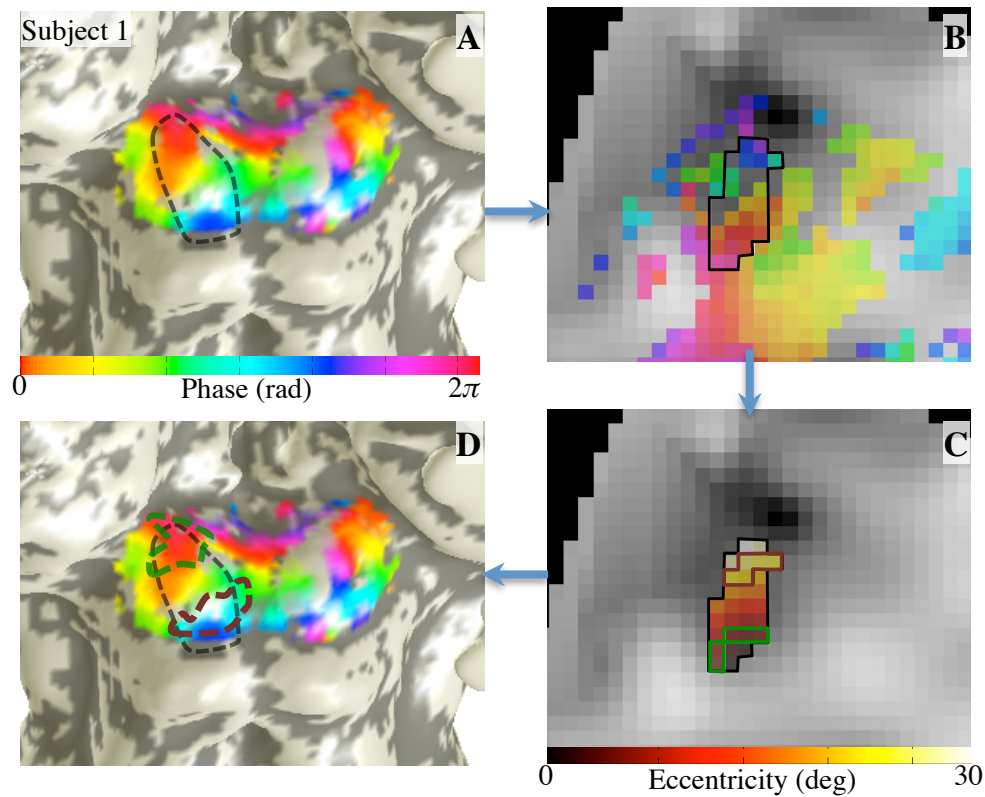 Subject 1
A
B
0
Phase (rad)
2π
D
C
0
Eccentricity (deg)
30